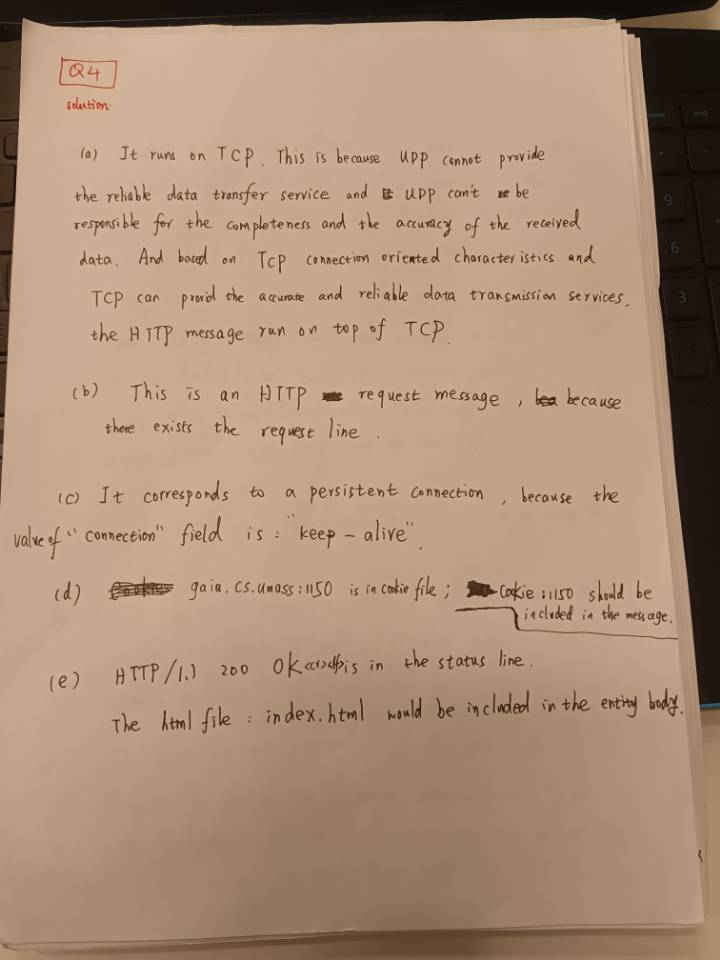 Q4
solution:
(a) It runs on TCP. This is because UPP cannot provide
the reliable data transfer service and UPP can't be
responsible for the completeness and the accuracy of the received
data. And based on TCP connection oriented characteristics and
TCP can provid the accurate and reliable data transmission services,
the HTTP message run on top of TCP.
(b) This is an HTTP request message, because
there exists the request line.
(c) It corresponds to a persistent connection, because the
value of "connection" field is: "keep-alive".
(d) gaia.cs.umass:1150 is in cookie file; Cookie:1150 should be
included in the message.
(e) HTTP/1.1 200 OK is in the status line.
The html file: index.html would be included in the entity body.
home
end
9
6
3